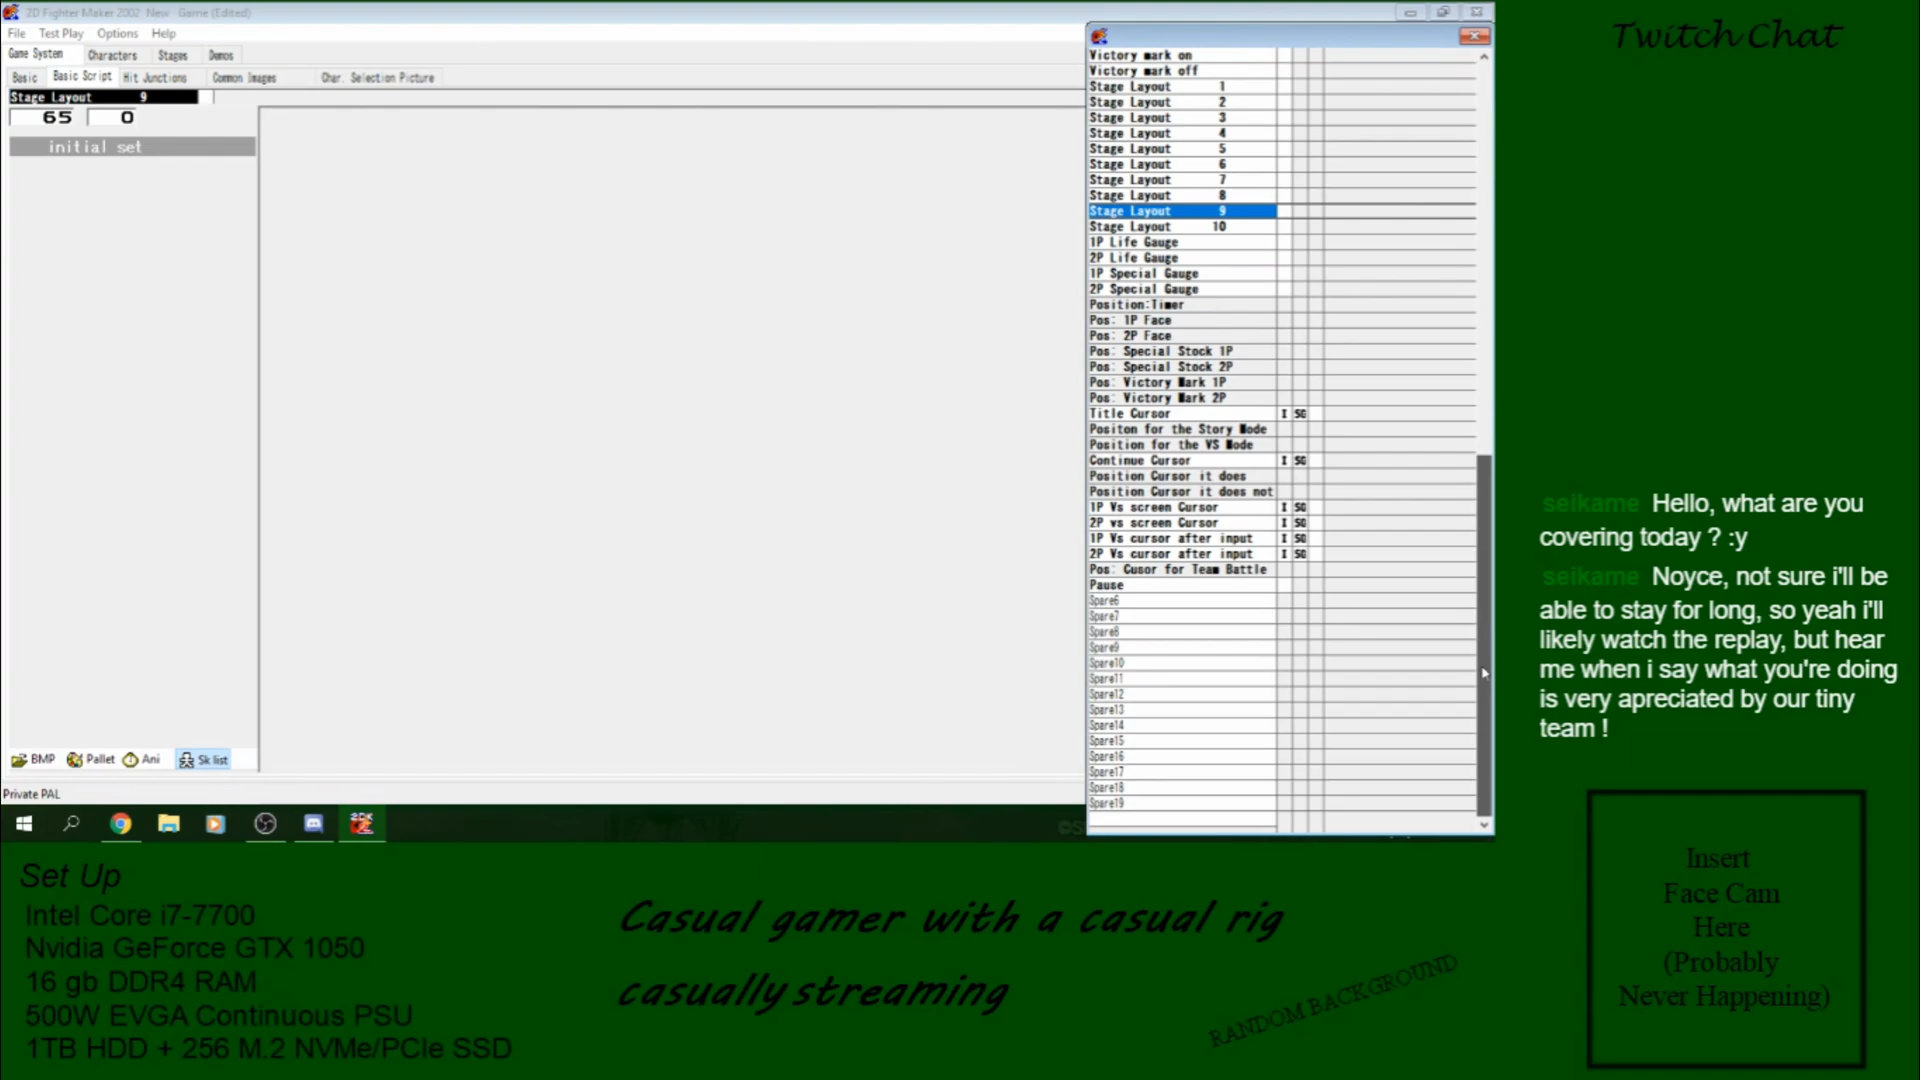 2D Fighter Maker 2002 New Game (Edited)
File Test Play Options Help
Game System Characters Stages Demos
Basic Basic Script Hit Junctions Common Images Char. Selection Picture
Stage Layout 9
65 0
initial set
BMP Pallet Ani Sk list
Private PAL
Victory mark on
Victory mark off
Stage Layout 1
Stage Layout 2
Stage Layout 3
Stage Layout 4
Stage Layout 5
Stage Layout 6
Stage Layout 7
Stage Layout 8
Stage Layout 9
Stage Layout 10
1P Life Gauge
2P Life Gauge
1P Special Gauge
2P Special Gauge
Position:Timer
Pos: 1P Face
Pos: 2P Face
Pos: Special Stock 1P
Pos: Special Stock 2P
Pos: Victory Mark 1P
Pos: Victory Mark 2P
Title Cursor I SG
Positon for the Story Mode
Position for the VS Mode
Continue Cursor I SG
Position Cursor it does
Position Cursor it does not
1P Vs screen Cursor I SG
2P vs screen Cursor I SG
1P Vs cursor after input I SG
2P Vs cursor after input I SG
Pos: Cusor for Team Battle
Pause
Spare6
Spare7
Spare8
Spare9
Spare10
Spare11
Spare12
Spare13
Spare14
Spare15
Spare16
Spare17
Spare18
Spare19
Twitch Chat
seikame Hello, what are you
covering today ? :y
seikame Noyce, not sure i'll be
able to stay for long, so yeah i'll
likely watch the replay, but hear
me when i say what you're doing
is very apreciated by our tiny
team !
Set Up
Intel Core i7-7700
Nvidia GeForce GTX 1050
16 gb DDR4 RAM
500W EVGA Continuous PSU
1TB HDD + 256 M.2 NVMe/PCIe SSD
Casual gamer with a casual rig
casually streaming
RANDOM BACKGROUND
Insert
Face Cam
Here
(Probably
Never Happening)